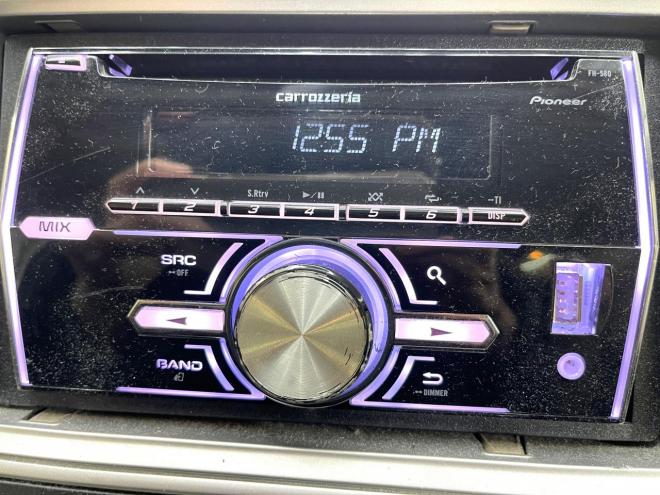 FH-580
carrozzeria
Pioneer
12:55 PM
S.Rtrv
TI
1 2 3 4 5 6 DISP
MIX
SRC
OFF
BAND
DIMMER